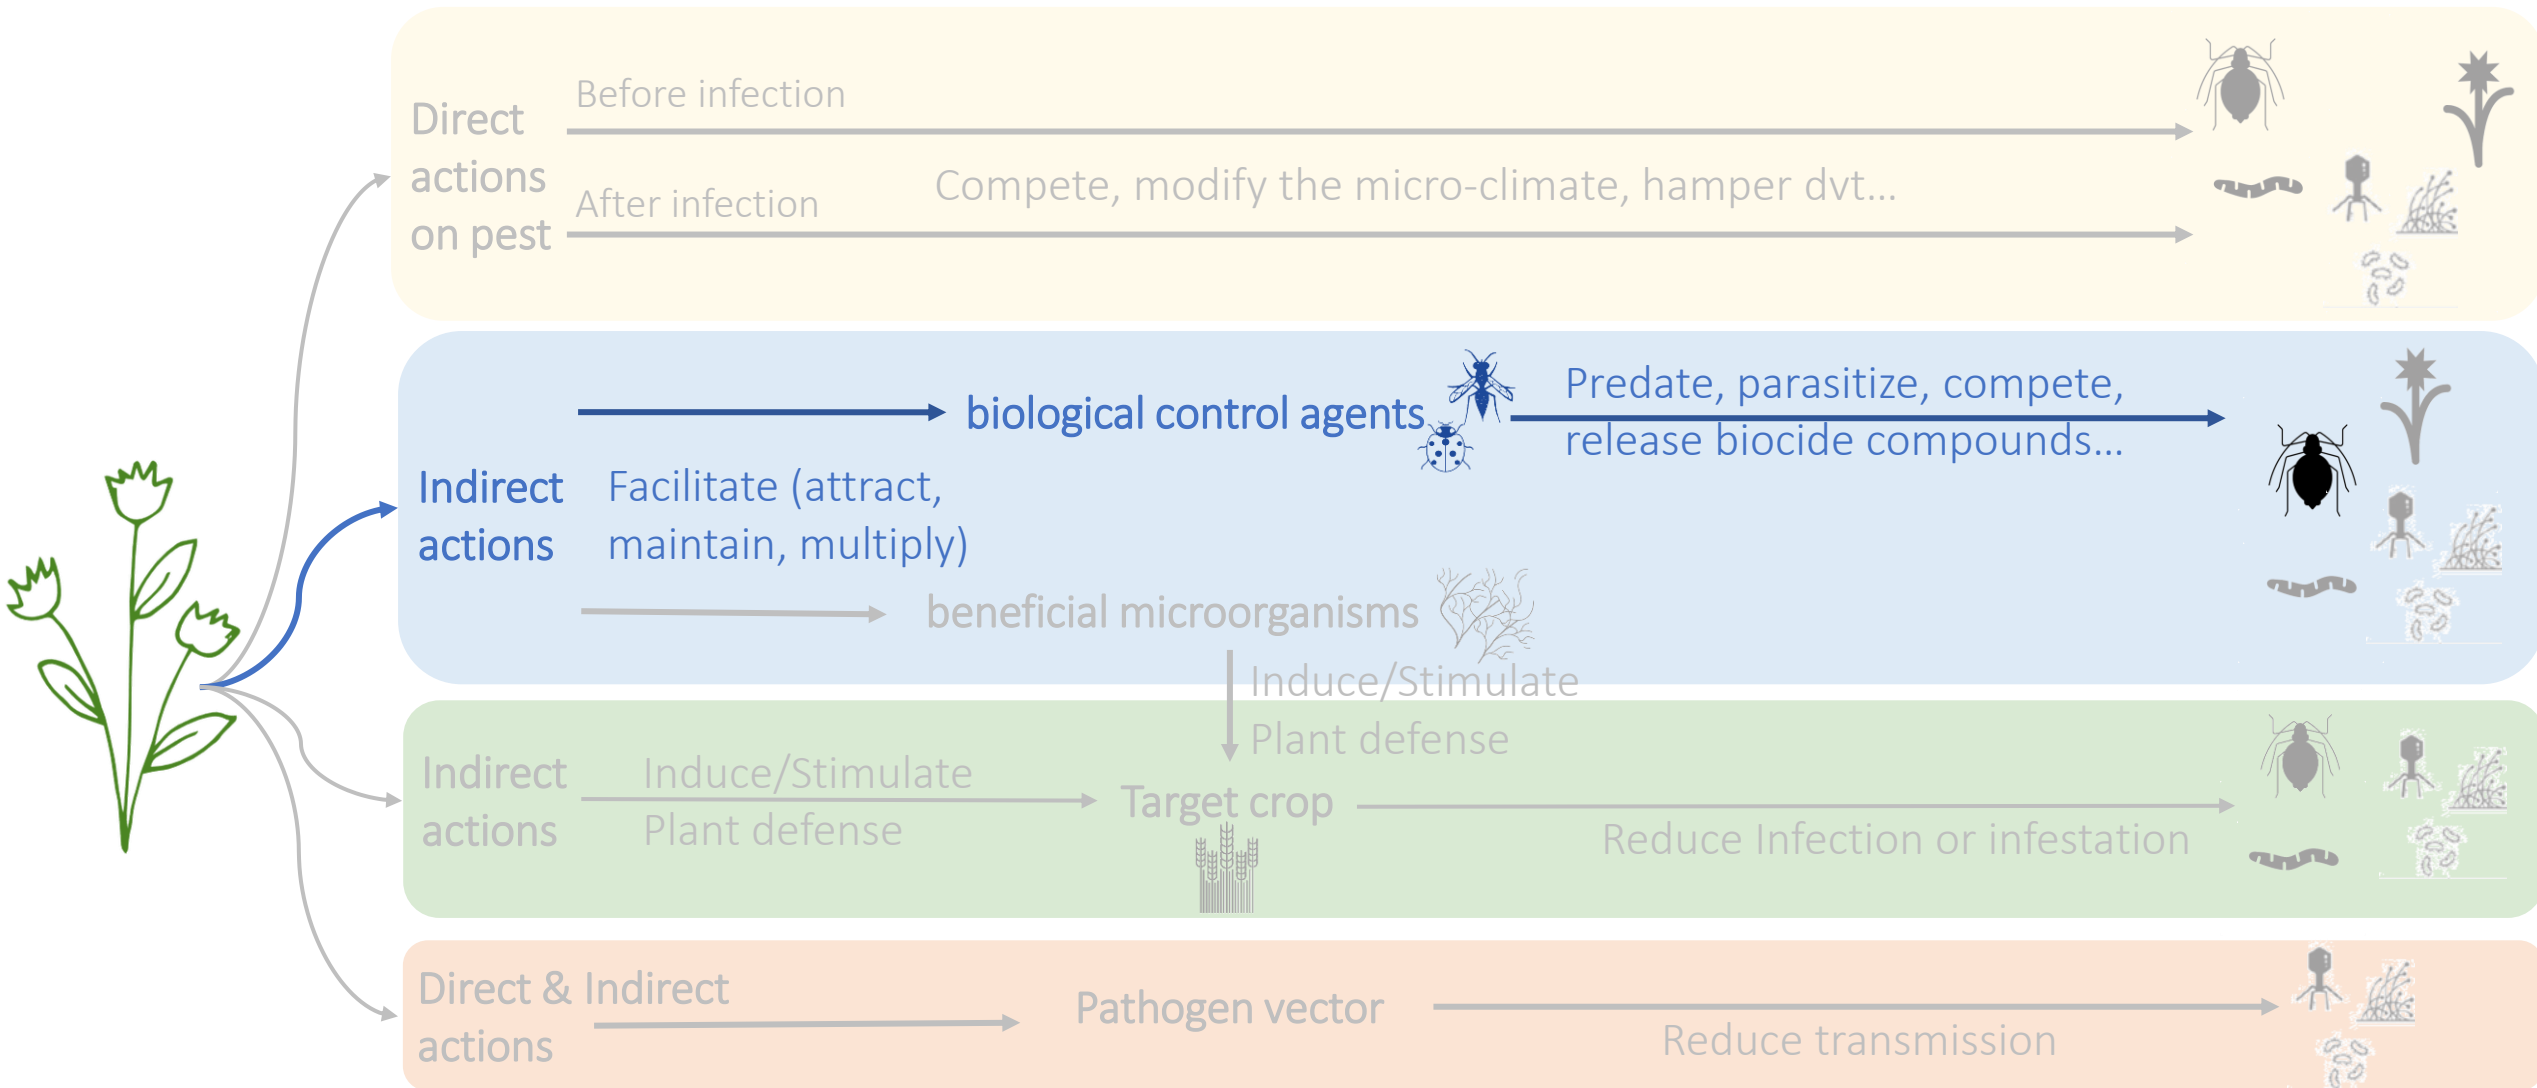 Direct
actions
on pest
Before infection
After infection
Compete, modify the micro-climate, hamper dvt...
Indirect
actions
Facilitate (attract,
maintain, multiply)
biological control agents
Predate, parasitize, compete,
release biocide compounds...
beneficial microorganisms
Induce/Stimulate
Plant defense
Indirect
actions
Induce/Stimulate
Plant defense
Target crop
Reduce Infection or infestation
Direct & Indirect
actions
Pathogen vector
Reduce transmission